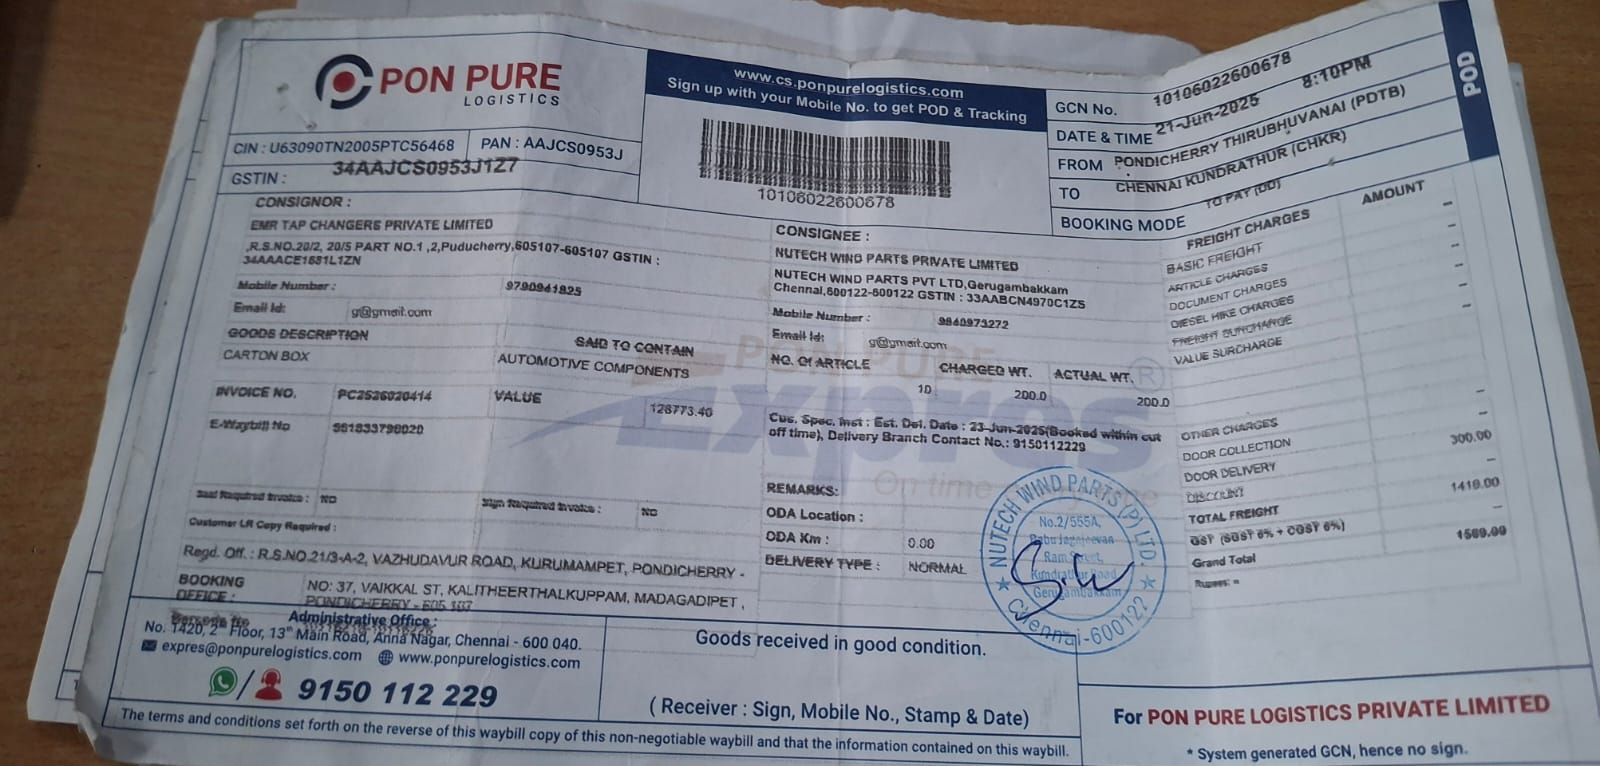 PON PURE
LOGISTICS
CIN : U63090TN2005PTC56468
PAN : AAJCS0953J
GSTIN :
34AAJCS0953J1Z7
www.cs.ponpurelogistics.com
Sign up with your Mobile No. to get POD & Tracking
10106022600678
GCN No. 10106022600678
DATE & TIME 21-Jun-2025 8:10PM
FROM PONDICHERRY THIRUBHUVANAI (PDTB)
TO CHENNAI KUNDRATHUR (CHKR)
BOOKING MODE TO PAY (DD)
POD
CONSIGNOR :
EMR TAP CHANGERS PRIVATE LIMITED
,R.S.NO.20/2, 20/5 PART NO.1 ,2,Puducherry,605107-605107 GSTIN :
34AAACE1681L1ZN
Mobile Number : 9790941825
Email Id: g@gmail.com
CONSIGNEE :
NUTECH WIND PARTS PRIVATE LIMITED
NUTECH WIND PARTS PVT LTD,Gerugambakkam
Chennai,600122-600122 GSTIN : 33AABCN4970C1Z5
Mobile Number : 9840973272
Email Id: g@gmail.com
GOODS DESCRIPTION SAID TO CONTAIN
CARTON BOX AUTOMOTIVE COMPONENTS
NO. Of ARTICLE CHARGED WT. ACTUAL WT.
10 200.0 200.0
INVOICE NO. PC2526020414 VALUE 128773.40
E-Waybill No 581833798020
Cus. Spec. Inst : Est. Del. Date : 23-Jun-2025(Booked within cut
off time), Delivery Branch Contact No.: 9150112229
PON PURE
Expres
On time
REMARKS:
ODA Location :
ODA Km : 0.00
DELIVERY TYPE : NORMAL
Seal Required Invoice : NO Sign Required Invoice : NO
Customer LR Copy Required :
Regd. Off. : R.S.NO.21/3-A-2, VAZHUDAVUR ROAD, KURUMAMPET, PONDICHERRY -
BOOKING
OFFICE :
NO: 37, VAIKKAL ST, KALITHEERTHALKUPPAM, MADAGADIPET ,
PONDICHERRY - 605 107
FREIGHT CHARGES AMOUNT
BASIC FREIGHT -
ARTICLE CHARGES -
DOCUMENT CHARGES -
DIESEL HIKE CHARGES -
FREIGHT SURCHARGE -
VALUE SURCHARGE
OTHER CHARGES -
DOOR COLLECTION -
DOOR DELIVERY 300.00
DISCOUNT -
TOTAL FREIGHT 1419.00
GST (SGST 6% + CGST 6%)
Grand Total 1589.00
Rupees: =
NUTECH WIND PARTS (P) LTD.
No.2/555A,
Babu Jagajeevan
Ram Street,
Kundrathur Road
Gerugambakkam
Chennai-600122
Administrative Office :
No. 1420, 2nd Floor, 13th Main Road, Anna Nagar, Chennai - 600 040.
expres@ponpurelogistics.com www.ponpurelogistics.com
9150 112 229
Goods received in good condition.
( Receiver : Sign, Mobile No., Stamp & Date)
The terms and conditions set forth on the reverse of this waybill copy of this non-negotiable waybill and that the information contained on this waybill.
For PON PURE LOGISTICS PRIVATE LIMITED
* System generated GCN, hence no sign.